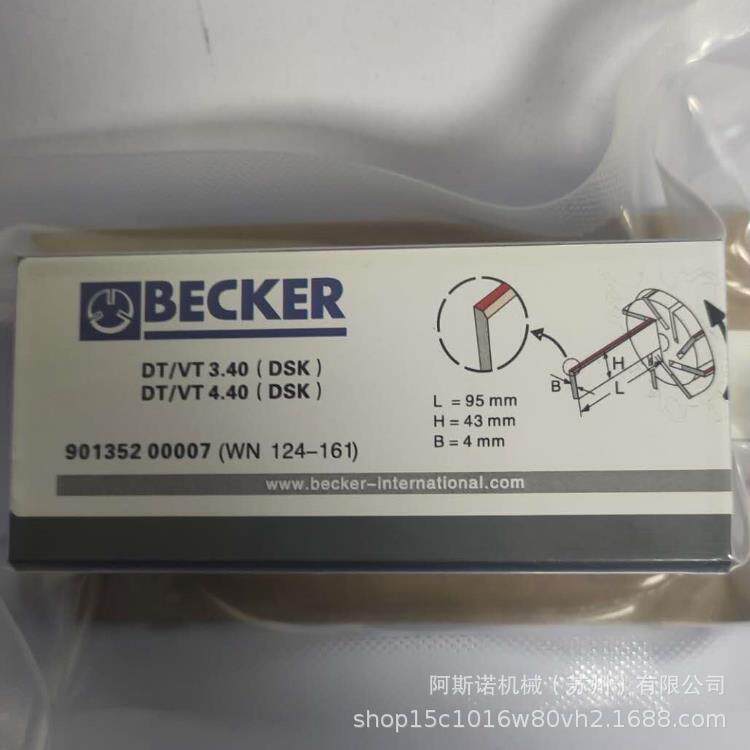 BECKER
DT/VT 3.40 ( DSK )
DT/VT 4.40 ( DSK )
901352 00007 (WN 124-161)
L = 95 mm
H = 43 mm
B = 4 mm
B
H
L
www.becker-international.com
阿斯诺机械(苏州)有限公司
shop15c1016w80vh2.1688.com